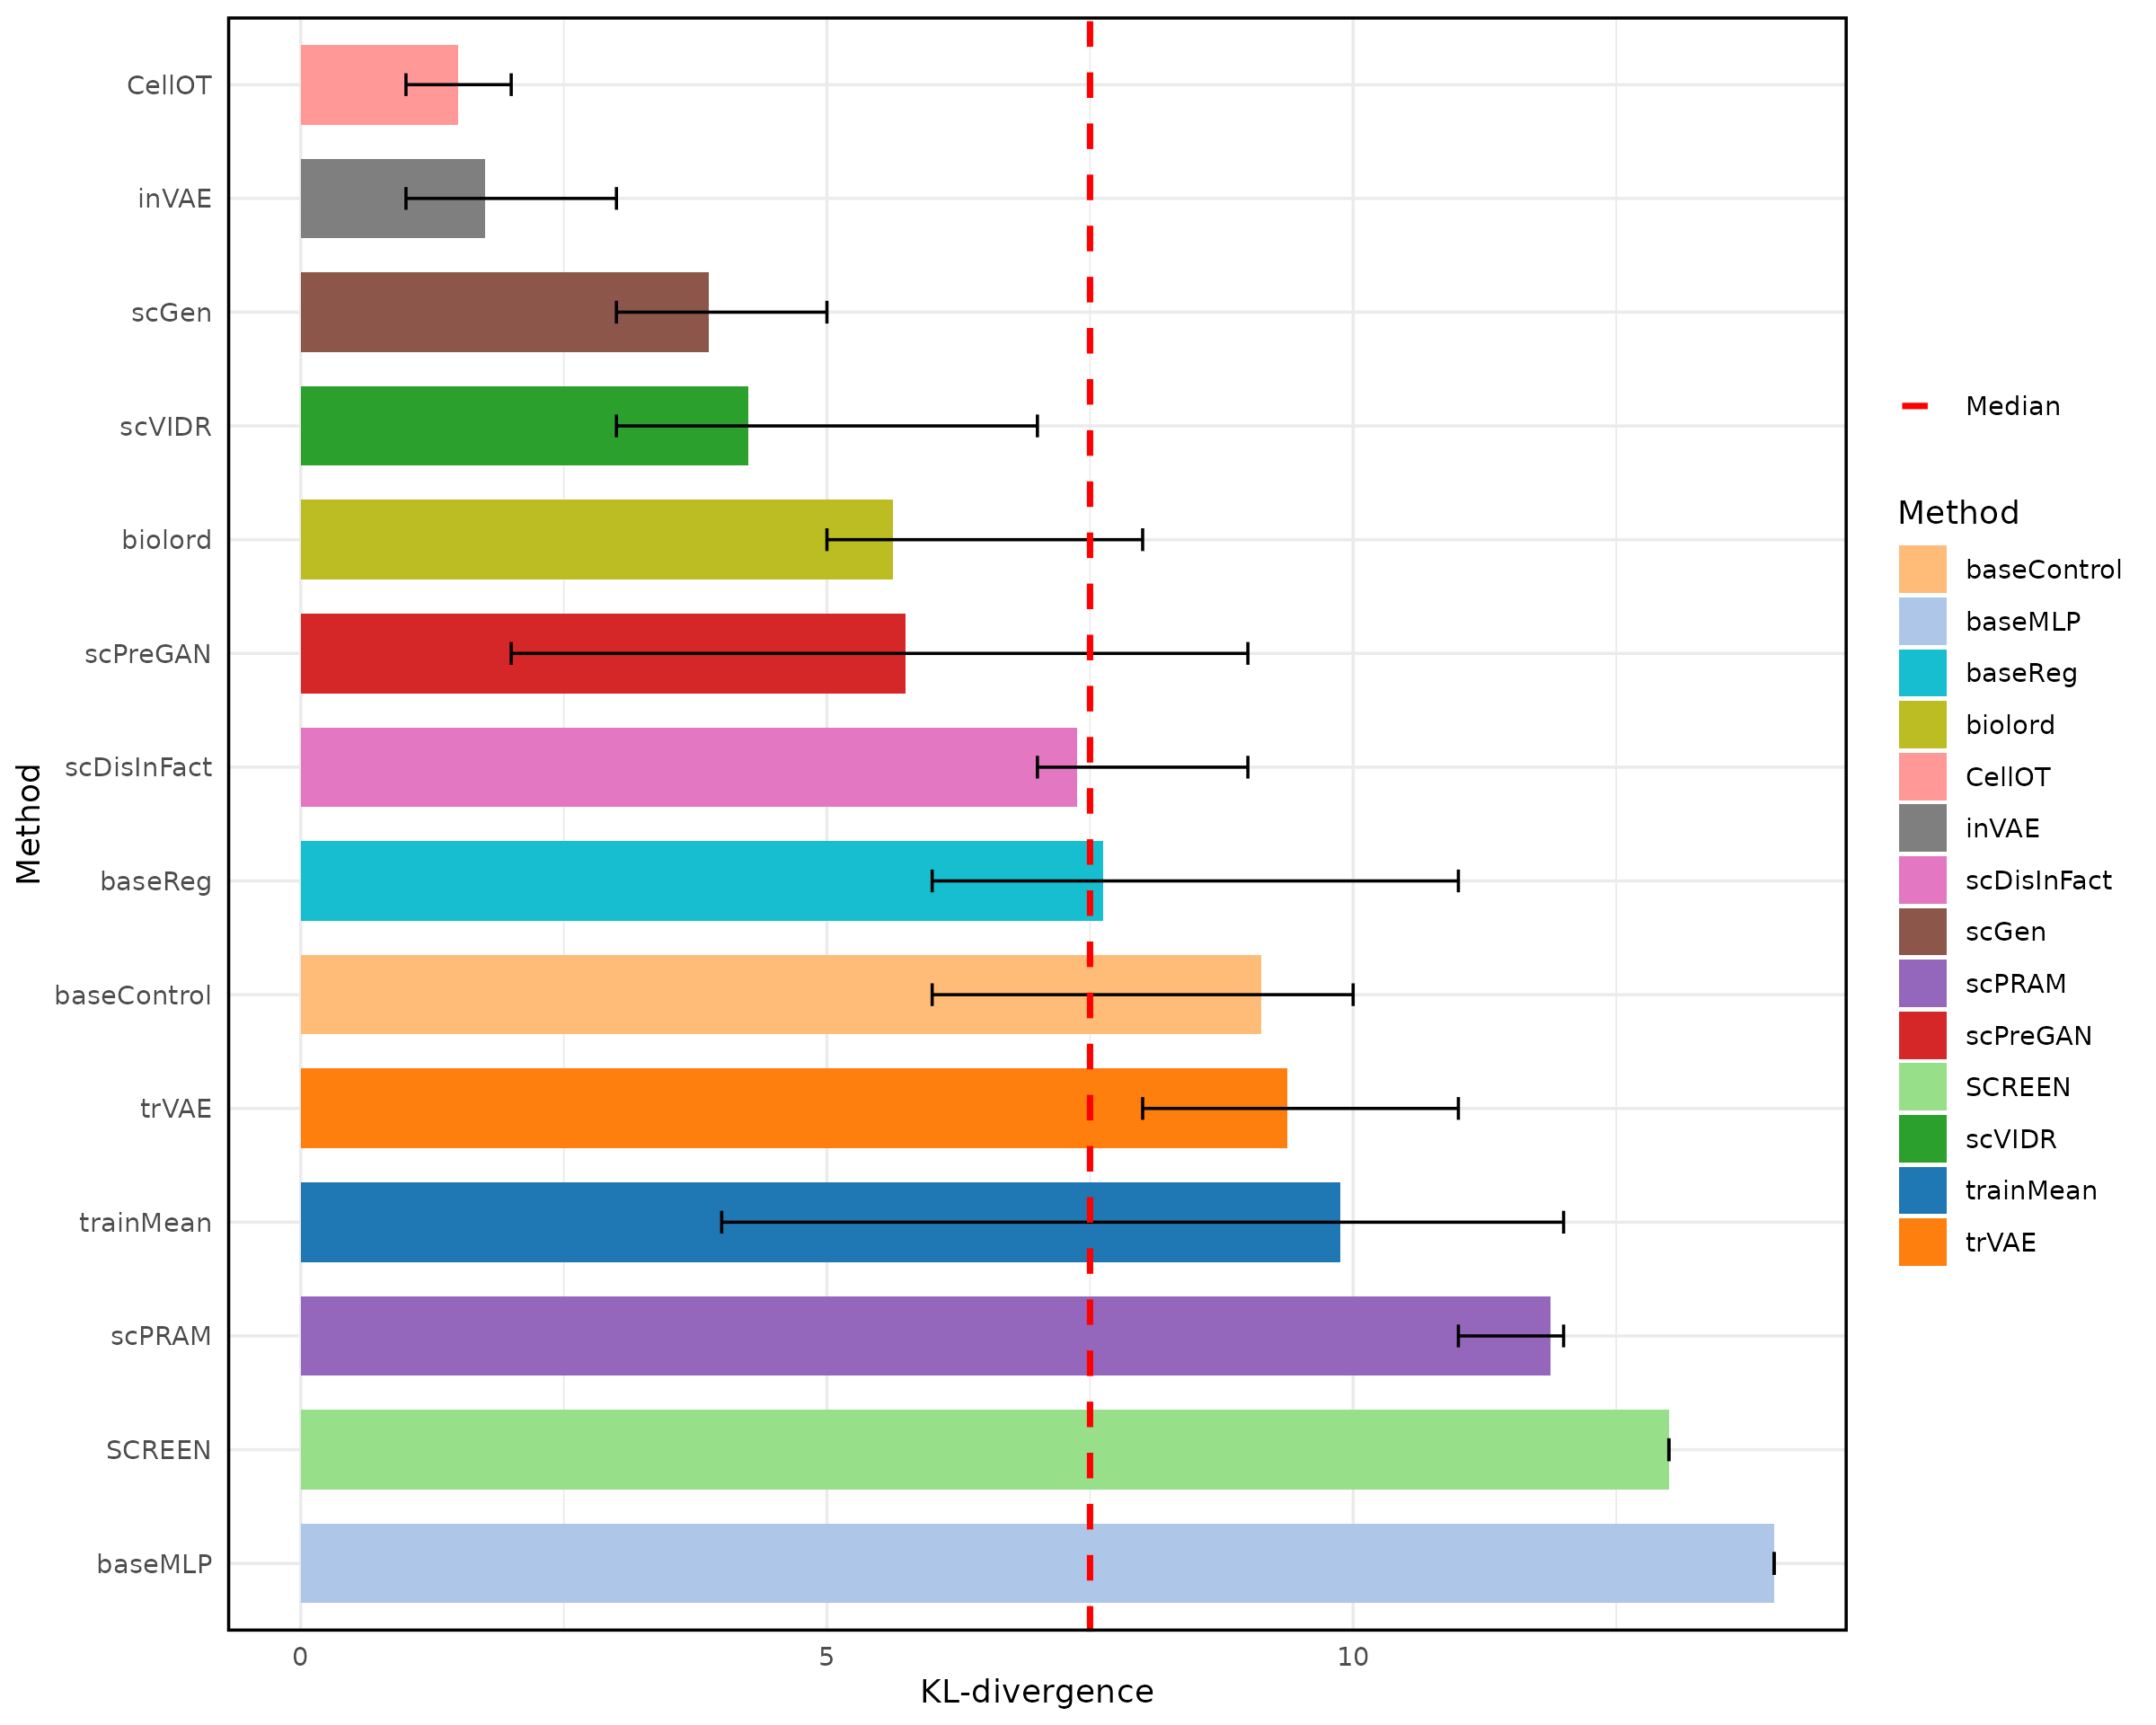 CellOT
inVAE
scGen
scVIDR
biolord
scPreGAN
scDisInFact
baseReg
baseControl
trVAE
trainMean
scPRAM
SCREEN
baseMLP
Method
0 5 10
KL-divergence
Median
Method
baseControl
baseMLP
baseReg
biolord
CellOT
inVAE
scDisInFact
scGen
scPRAM
scPreGAN
SCREEN
scVIDR
trainMean
trVAE